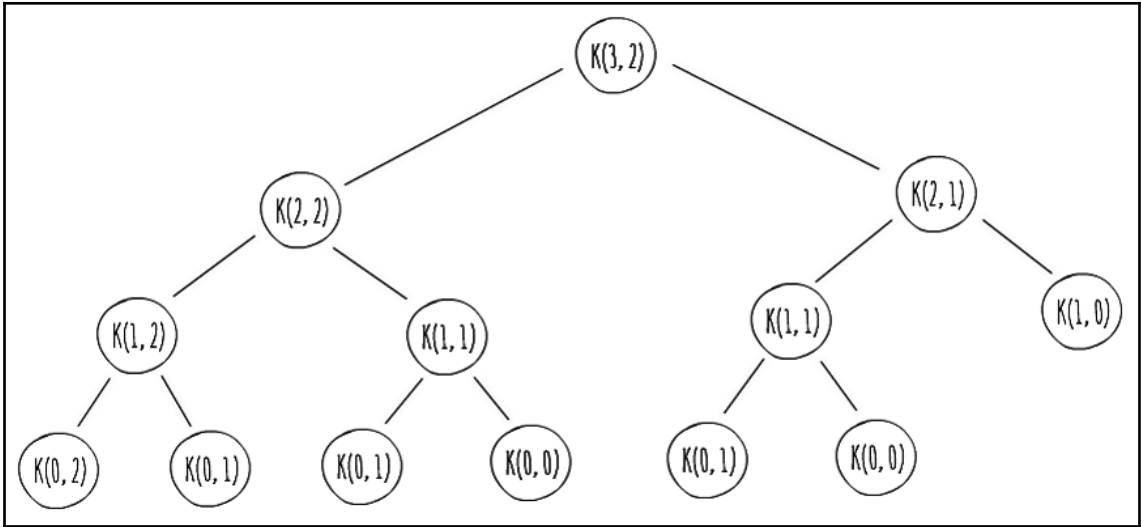 K(3, 2)
K(2, 2)
K(2, 1)
K(1, 2)
K(1, 1)
K(1, 1)
K(1, 0)
K(0, 2)
K(0, 1)
K(0, 1)
K(0, 0)
K(0, 1)
K(0, 0)